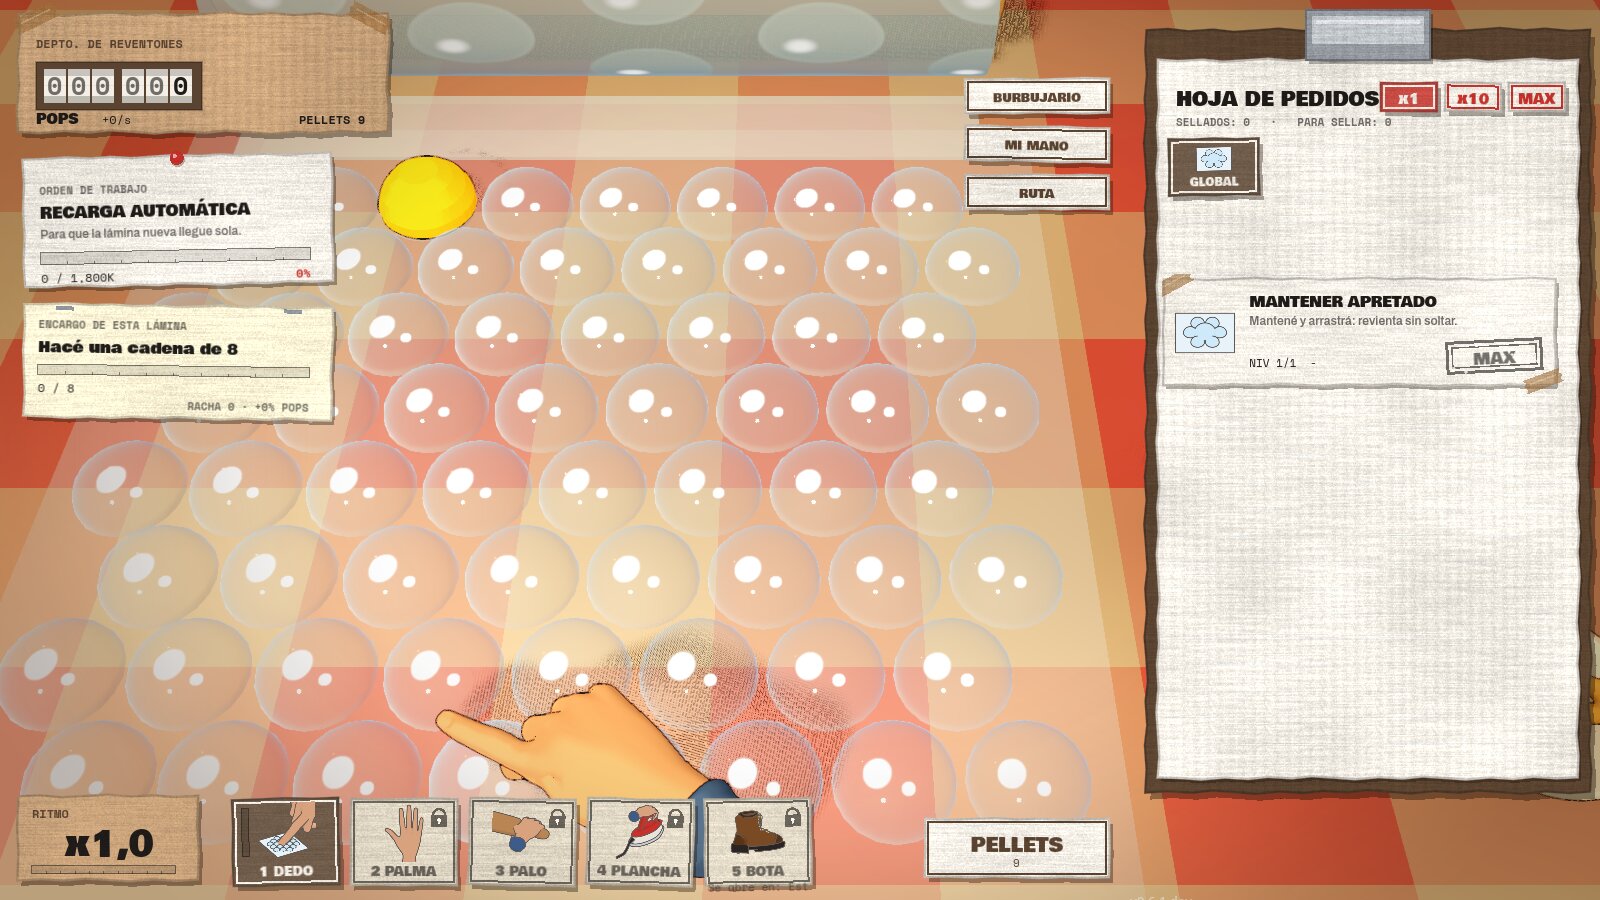 DEPTO. DE REVENTONES
000 000
POPS +0/s PELLETS 9
ORDEN DE TRABAJO
RECARGA AUTOMÁTICA
Para que la lámina nueva llegue sola.
0 / 1.800K 0%
ENCARGO DE ESTA LÁMINA
Hacé una cadena de 8
0 / 8
RACHA 0 · +0% POPS
BURBUJARIO
MI MANO
RUTA
HOJA DE PEDIDOS x1 x10 MAX
SELLADOS: 0 · PARA SELLAR: 0
GLOBAL
MANTENER APRETADO
Mantené y arrastrá: revienta sin soltar.
NIV 1/1 -
MAX
RITMO
x1,0
1 DEDO
2 PALMA
3 PALO
4 PLANCHA
5 BOTA
Se abre en: Est
PELLETS
9